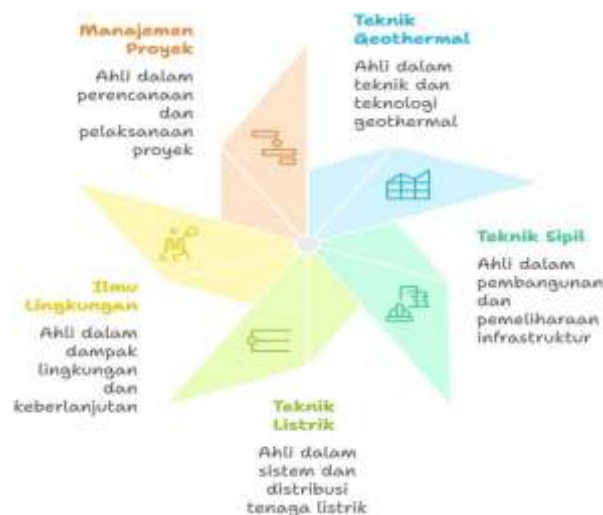 Manajemen
Proyek
Ahli dalam
perencanaan
dan
pelaksanaan
proyek
Teknik
Geothermal
Ahli dalam
teknik dan
teknologi
geothermal
Teknik Sipil
Ahli dalam
pembangunan
dan
pemeliharaan
infrastruktur
Teknik
Listrik
Ahli dalam
sistem dan
distribusi
tenaga listrik
Ilmu
Lingkungan
Ahli dalam
dampak
lingkungan
dan
keberlanjutan